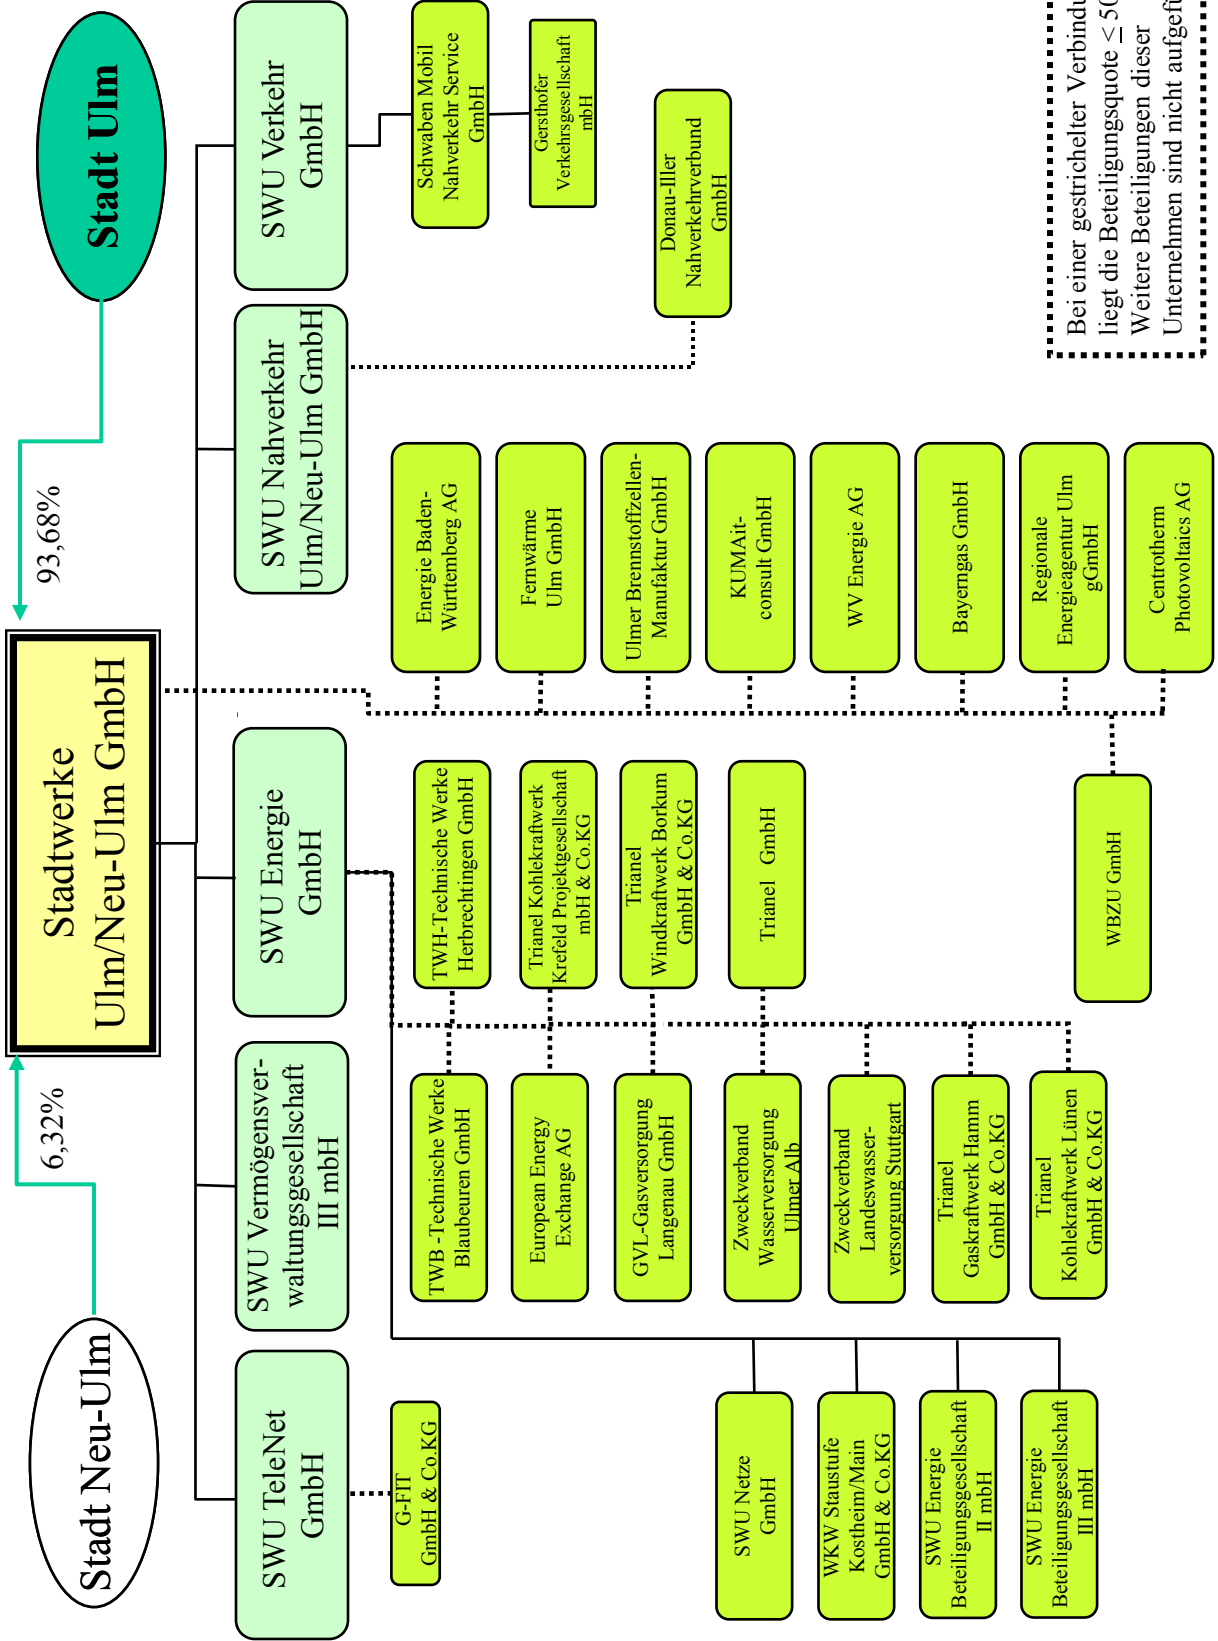 Stadt Neu-Ulm
6,32%
Stadtwerke
Ulm/Neu-Ulm GmbH
93,68%
Stadt Ulm
SWU TeleNet
GmbH
SWU Vermögensver-
waltungsgesellschaft
III mbH
SWU Energie
GmbH
SWU Nahverkehr
Ulm/Neu-Ulm GmbH
SWU Verkehr
GmbH
G-FIT
GmbH & Co.KG
SWU Netze
GmbH
WKW Staustufe
Kostheim/Main
GmbH & Co.KG
SWU Energie
Beteiligungsgesellschaft
II mbH
SWU Energie
Beteiligungsgesellschaft
III mbH
TWB -Technische Werke
Blaubeuren GmbH
European Energy
Exchange AG
GVL-Gasversorgung
Langenau GmbH
Zweckverband
Wasserversorgung
Ulmer Alb
Zweckverband
Landeswasser-
versorgung Stuttgart
Trianel
Gaskraftwerk Hamm
GmbH & Co.KG
Trianel
Kohlekraftwerk Lünen
GmbH & Co.KG
TWH-Technische Werke
Herbrechtingen GmbH
Trianel Kohlekraftwerk
Krefeld Projektgesellschaft
mbH & Co.KG
Trianel
Windkraftwerk Borkum
GmbH & Co.KG
Trianel GmbH
WBZU GmbH
Energie Baden-
Württemberg AG
Fernwärme
Ulm GmbH
Ulmer Brennstoffzellen-
Manufaktur GmbH
KUMAit-
consult GmbH
WV Energie AG
Bayerngas GmbH
Regionale
Energieagentur Ulm
gGmbH
Centrotherm
Photovoltaics AG
Donau-Iller
Nahverkehrverbund
GmbH
Schwaben Mobil
Nahverkehr Service
GmbH
Gersthofer
Verkehrsgesellschaft
mbH
Bei einer gestrichelter Verbindu
liegt die Beteiligungsquote ≤ 50
Weitere Beteiligungen dieser
Unternehmen sind nicht aufgefü